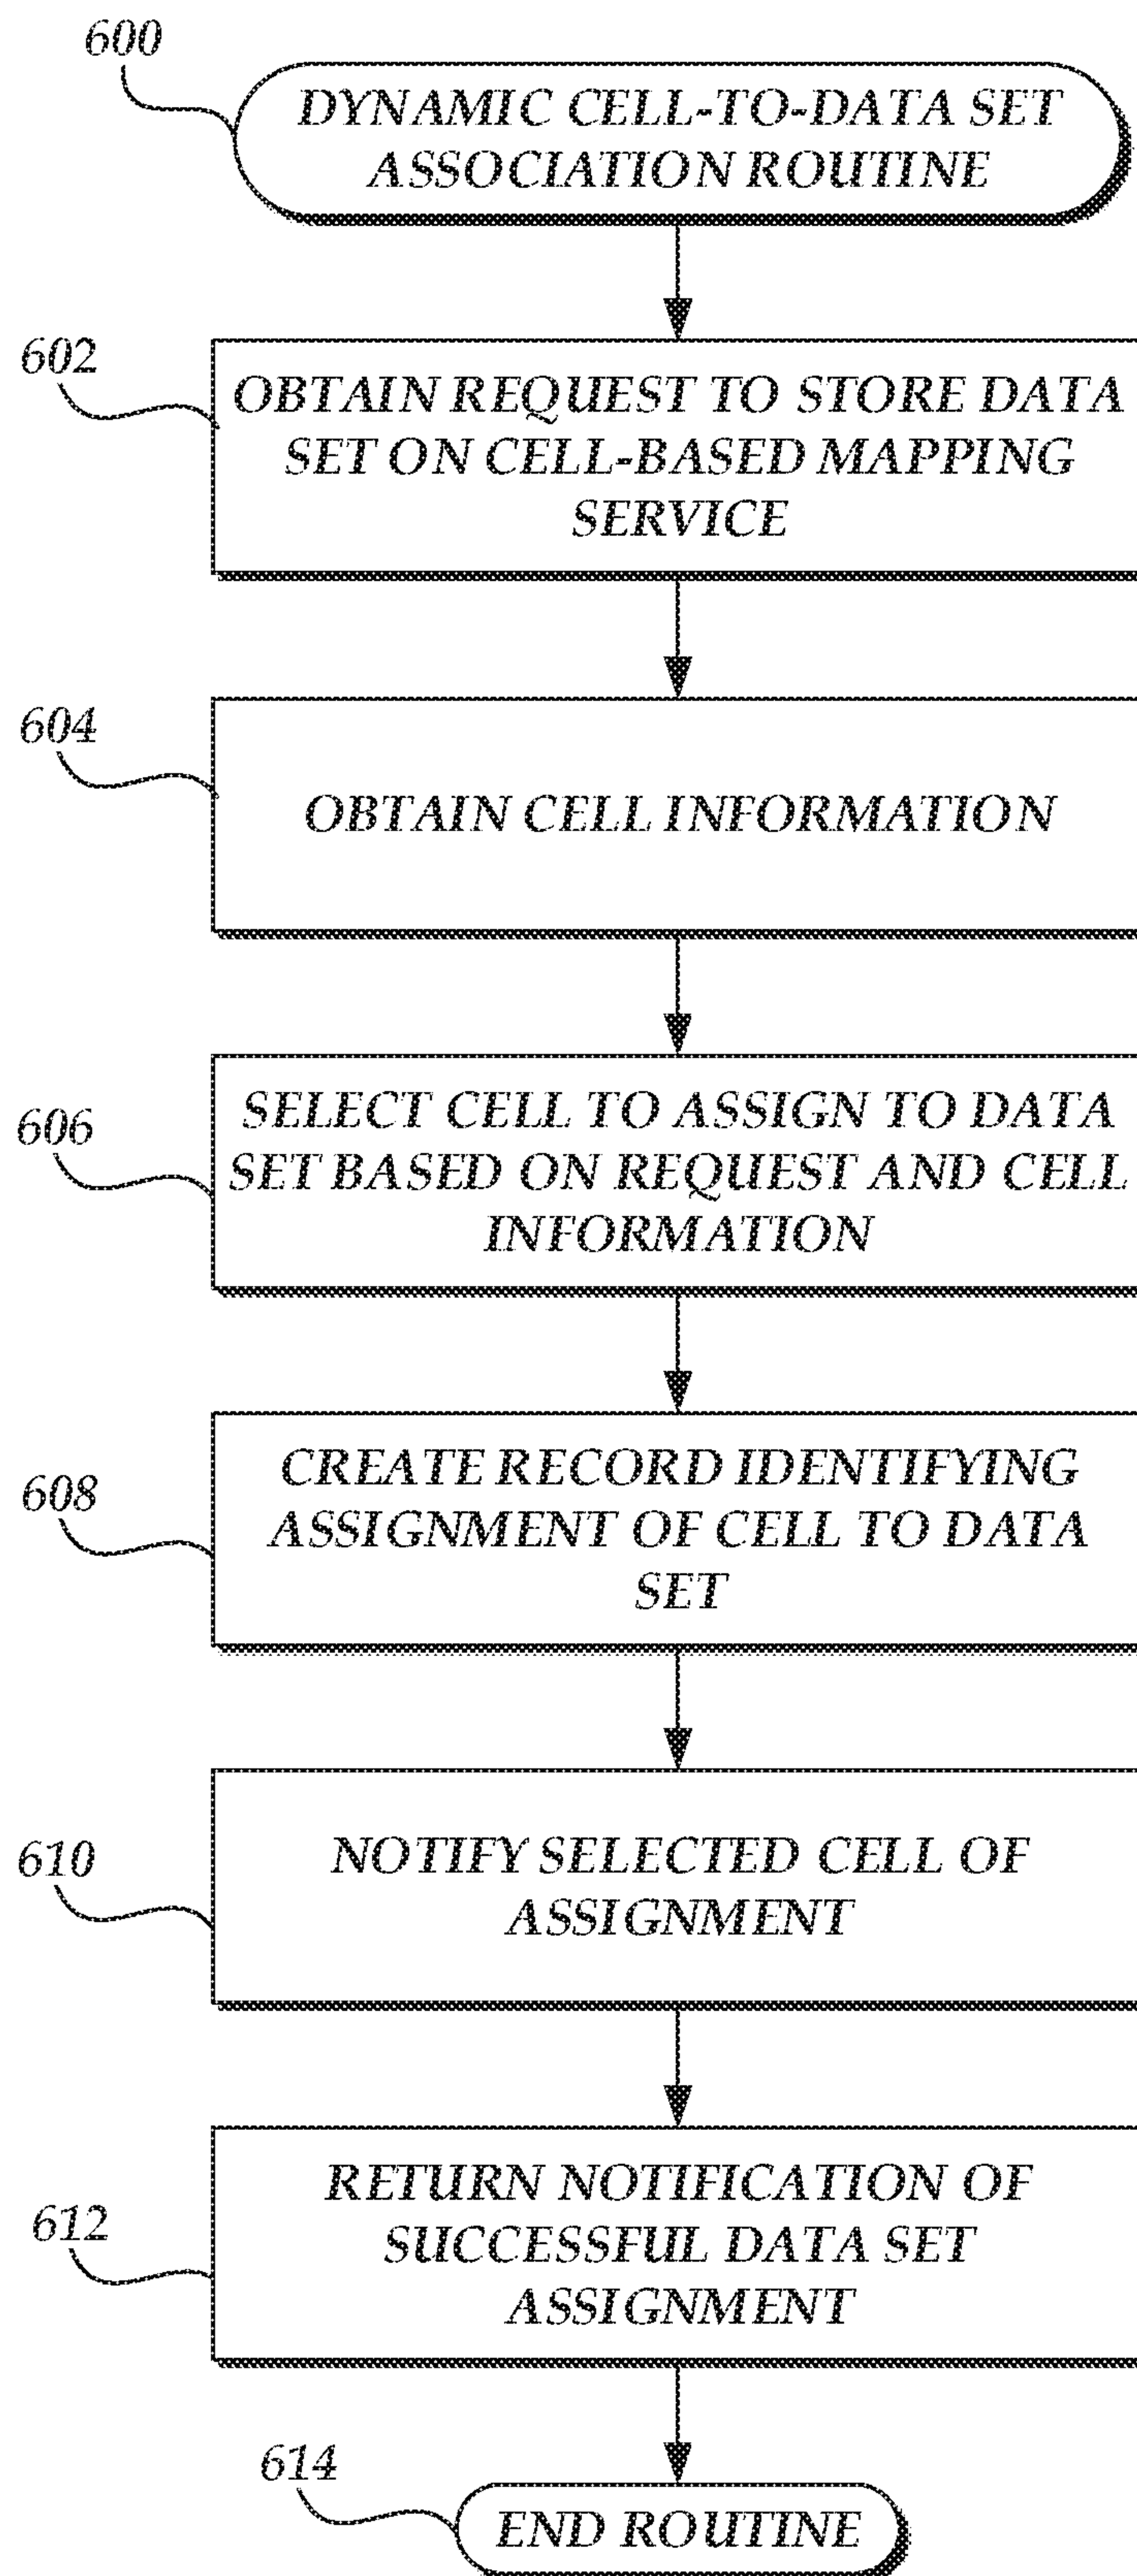 600
DYNAMIC CELL-TO-DATA SET
ASSOCIATION ROUTINE
602
OBTAIN REQUEST TO STORE DATA
SET ON CELL-BASED MAPPING
SERVICE
604
OBTAIN CELL INFORMATION
606
SELECT CELL TO ASSIGN TO DATA
SET BASED ON REQUEST AND CELL
INFORMATION
608
CREATE RECORD IDENTIFYING
ASSIGNMENT OF CELL TO DATA
SET
610
NOTIFY SELECTED CELL OF
ASSIGNMENT
612
RETURN NOTIFICATION OF
SUCCESSFUL DATA SET
ASSIGNMENT
614
END ROUTINE